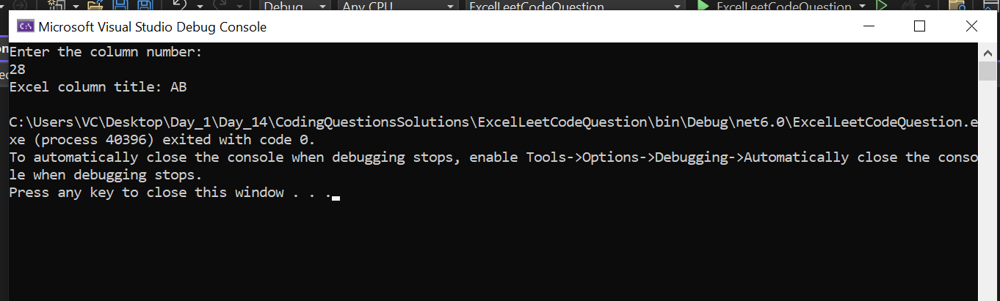 Debug Any CPU ExcelLeetCodeQuestion ExcelLeetCodeQuestion
Microsoft Visual Studio Debug Console
Enter the column number:
28
Excel column title: AB
C:\Users\VC\Desktop\Day_1\Day_14\CodingQuestionsSolutions\ExcelLeetCodeQuestion\bin\Debug\net6.0\ExcelLeetCodeQuestion.e
xe (process 40396) exited with code 0.
To automatically close the console when debugging stops, enable Tools->Options->Debugging->Automatically close the conso
le when debugging stops.
Press any key to close this window . . .